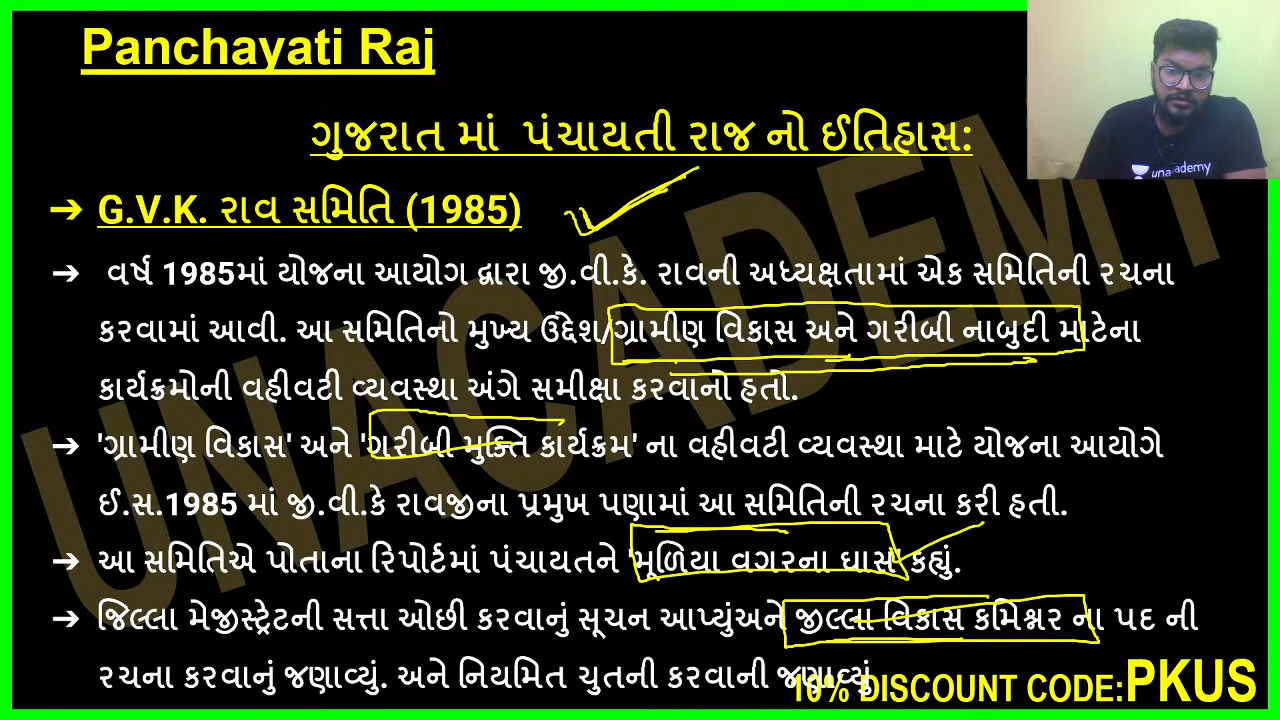 Panchayati Raj
ગુજરાત માં પંચાયતી રાજ નો ઈતિહાસ:
➔ G.V.K. રાવ સમિતિ (1985)
➔ વર્ષ 1985માં યોજના આયોગ દ્વારા જી.વી.કે. રાવની અધ્યક્ષતામાં એક સમિતિની રચના
કરવામાં આવી. આ સમિતિનો મુખ્ય ઉદ્દેશ/ગ્રામીણ વિકાસ અને ગરીબી નાબુદી માટેના
કાર્યક્રમોની વહીવટી વ્યવસ્થા અંગે સમીક્ષા કરવાનો હતો.
➔ 'ગ્રામીણ વિકાસ' અને 'ગરીબી મુક્તિ કાર્યક્રમ' ના વહીવટી વ્યવસ્થા માટે યોજના આયોગે
ઈ.સ.1985 માં જી.વી.કે રાવજીના પ્રમુખ પણામાં આ સમિતિની રચના કરી હતી.
➔ આ સમિતિએ પોતાના રિપોર્ટમાં પંચાયતને 'મૂળિયા વગરના ઘાસ' કહ્યું.
➔ જિલ્લા મેજીસ્ટ્રેટની સત્તા ઓછી કરવાનું સૂચન આપ્યુંઅને જીલ્લા વિકાસ કમિશ્નર ના પદ ની
રચના કરવાનું જણાવ્યું. અને નિયમિત ચુતની કરવાની જણાવ્યું
10% DISCOUNT CODE:PKUS
UNACADEMY
unacademy